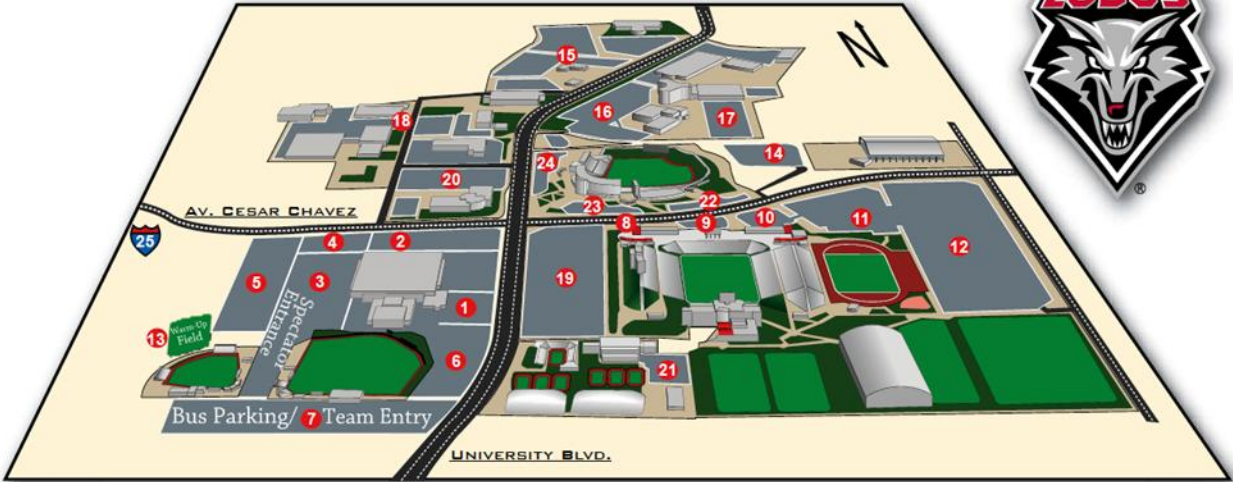 LOBOS
®
N
15
16
17
18
14
24
20
22
23
AV. CESAR CHAVEZ
8
9
10
11
25
4
2
12
5
3
19
1
Spectator
Entrance
13
Warm-Up
Field
6
21
Bus Parking/ 7 Team Entry
UNIVERSITY BLVD.